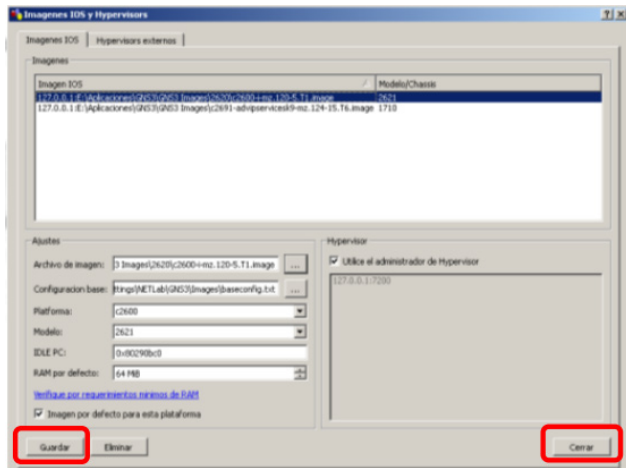 Imagenes IOS y Hypervisors
Imagenes IOS
Hypervisors externos
Imagenes
Imagen IOS
Modelo/Chassis
127.0.0.1:E:\Aplicaciones\GNS3\GNS3 Images\2620\c2600-i-mz.120-5.T1.image 2621
127.0.0.1:E:\Aplicaciones\GNS3\GNS3 Images\c2691-advipservicesk9-mz.124-15.T6.image 1710
Ajustes
Archivo de imagen: 3 Images\2620\c2600-i-mz.120-5.T1.image ...
Configuracion base: ttings\NETLab\GNS3\Images\baseconfig.txt ...
Platforma: c2600
Modelo: 2621
IDLE PC: 0x80290bc0
RAM por defecto: 64 MiB
Verifique por requerimientos minimos de RAM
Imagen por defecto para esta plataforma
Hypervisor
Utilice el administrador de Hypervisor
127.0.0.1:7200
Guardar
Eliminar
Cerrar